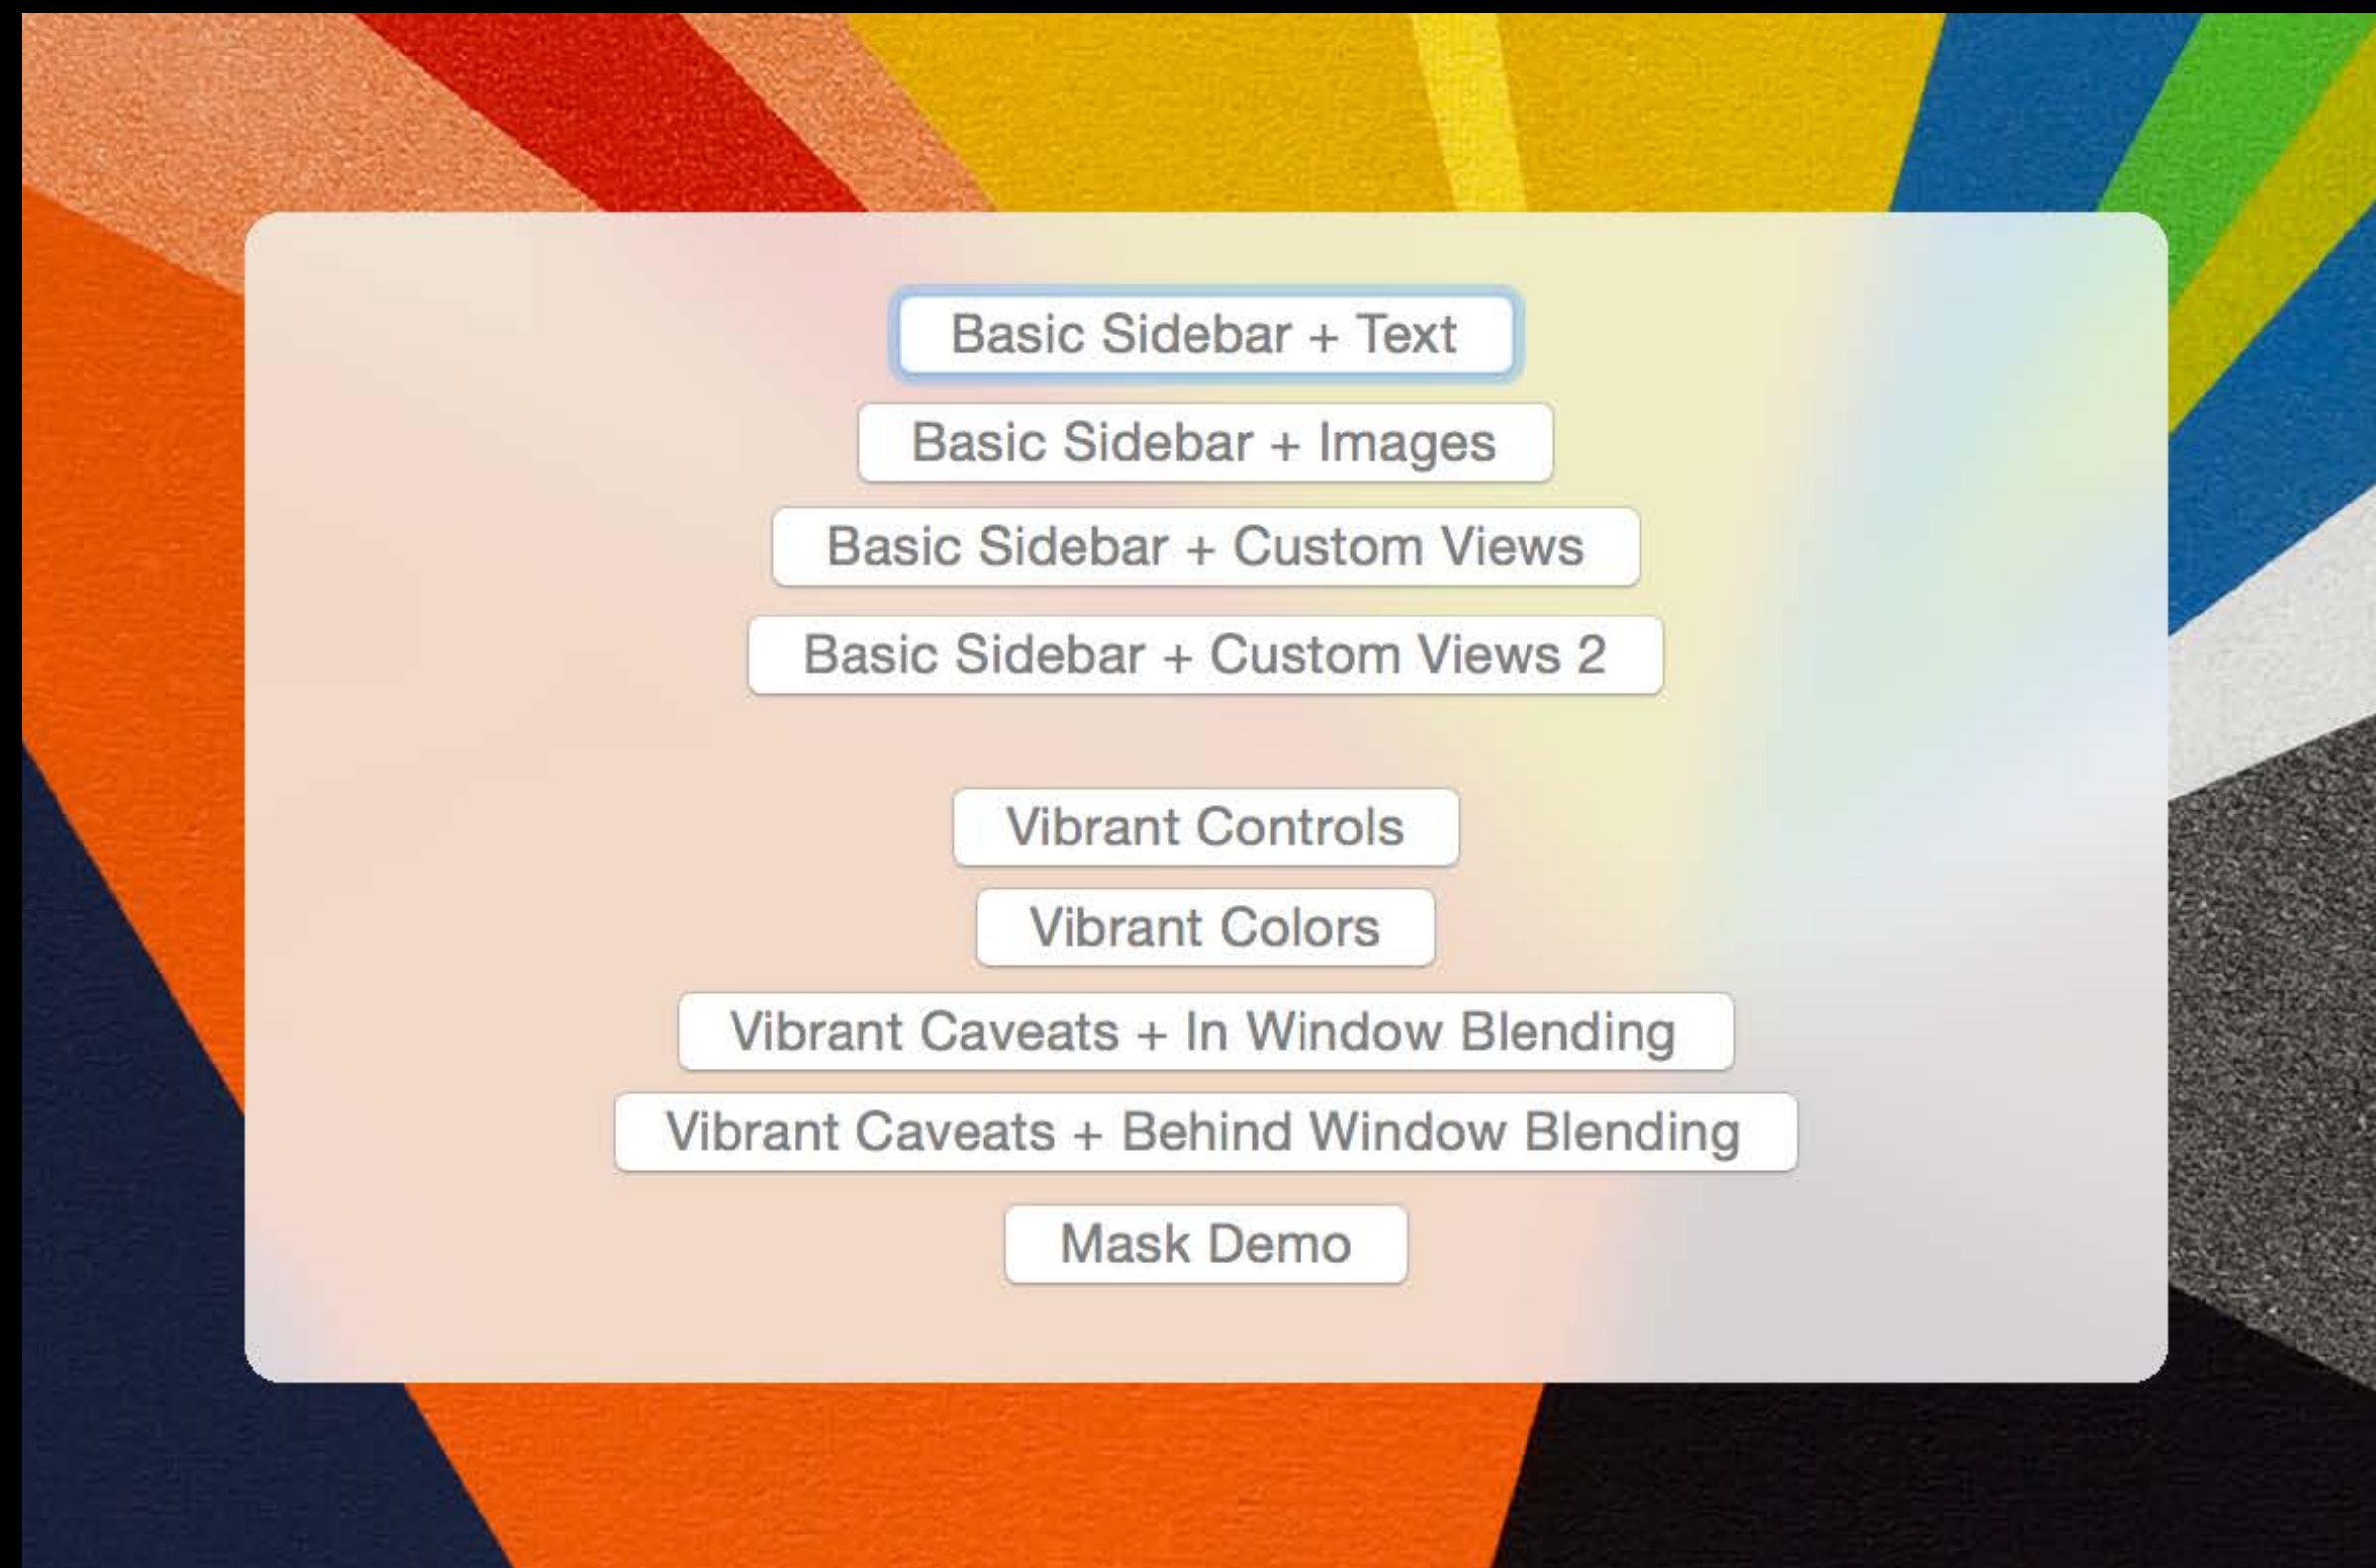 Basic Sidebar + Text
Basic Sidebar + Images
Basic Sidebar + Custom Views
Basic Sidebar + Custom Views 2
Vibrant Controls
Vibrant Colors
Vibrant Caveats + In Window Blending
Vibrant Caveats + Behind Window Blending
Mask Demo